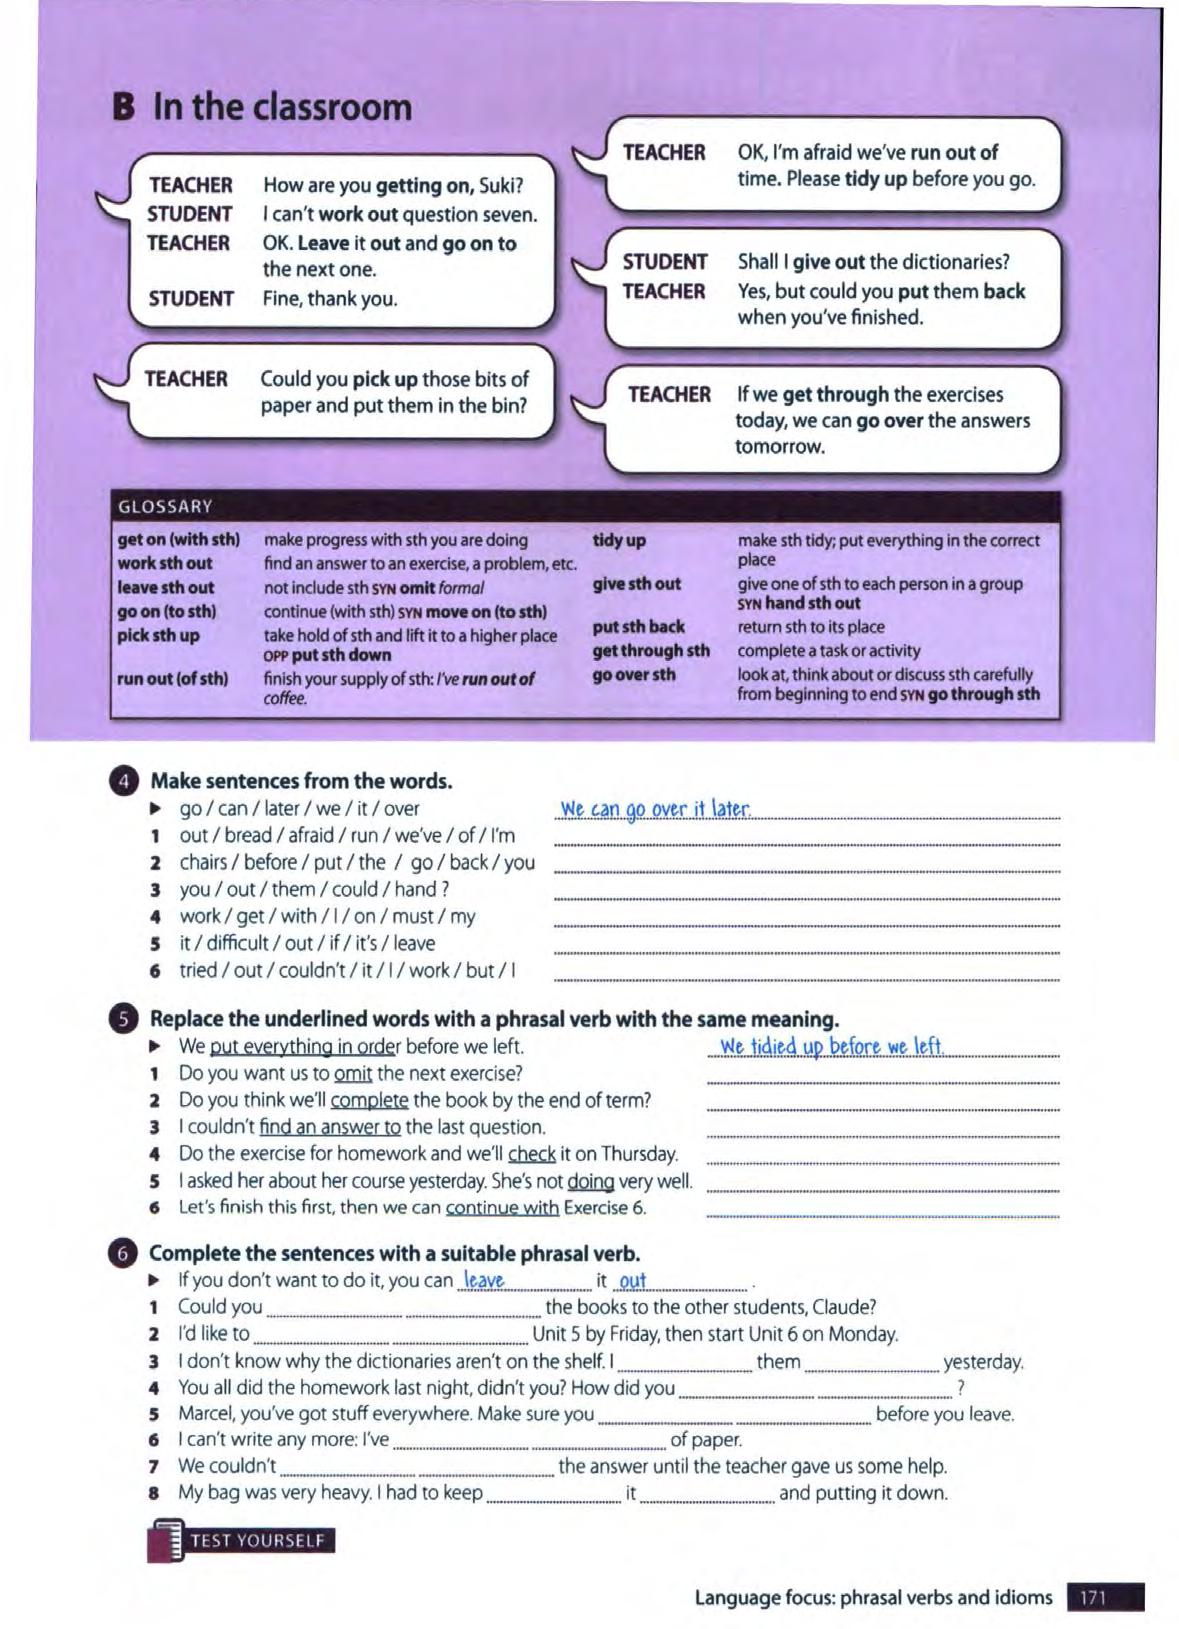 B In the classroom
TEACHER How are you getting on, Suki?
STUDENT I can't work out question seven.
TEACHER OK. Leave it out and go on to
the next one.
STUDENT Fine, thank you.
TEACHER Could you pick up those bits of
paper and put them in the bin?
TEACHER OK, I'm afraid we've run out of
time. Please tidy up before you go.
STUDENT Shall I give out the dictionaries?
TEACHER Yes, but could you put them back
when you've finished.
TEACHER If we get through the exercises
today, we can go over the answers
tomorrow.
GLOSSARY
get on (with sth) make progress with sth you are doing
work sth out find an answer to an exercise, a problem, etc.
leave sth out not include sth SYN omit formal
go on (to sth) continue (with sth) SYN move on (to sth)
pick sth up take hold of sth and lift it to a higher place
OPP put sth down
run out (of sth) finish your supply of sth: I've run out of
coffee.
tidy up make sth tidy; put everything in the correct
place
give sth out give one of sth to each person in a group
SYN hand sth out
put sth back return sth to its place
get through sth complete a task or activity
go over sth look at, think about or discuss sth carefully
from beginning to end SYN go through sth
4 Make sentences from the words.
► go / can / later / we / it / over We can go over it later.
1 out / bread / afraid / run / we've / of / I'm
2 chairs / before / put / the / go / back / you
3 you / out / them / could / hand ?
4 work / get / with / I / on / must / my
5 it / difficult / out / if / it's / leave
6 tried / out / couldn't / it / I / work / but / I
5 Replace the underlined words with a phrasal verb with the same meaning.
► We put everything in order before we left. We tidied up before we left.
1 Do you want us to omit the next exercise?
2 Do you think we'll complete the book by the end of term?
3 I couldn't find an answer to the last question.
4 Do the exercise for homework and we'll check it on Thursday.
5 I asked her about her course yesterday. She's not doing very well.
6 Let's finish this first, then we can continue with Exercise 6.
6 Complete the sentences with a suitable phrasal verb.
► If you don't want to do it, you can leave it out .
1 Could you the books to the other students, Claude?
2 I'd like to Unit 5 by Friday, then start Unit 6 on Monday.
3 I don't know why the dictionaries aren't on the shelf. I them yesterday.
4 You all did the homework last night, didn't you? How did you ?
5 Marcel, you've got stuff everywhere. Make sure you before you leave.
6 I can't write any more: I've of paper.
7 We couldn't the answer until the teacher gave us some help.
8 My bag was very heavy. I had to keep it and putting it down.
TEST YOURSELF
Language focus: phrasal verbs and idioms 171